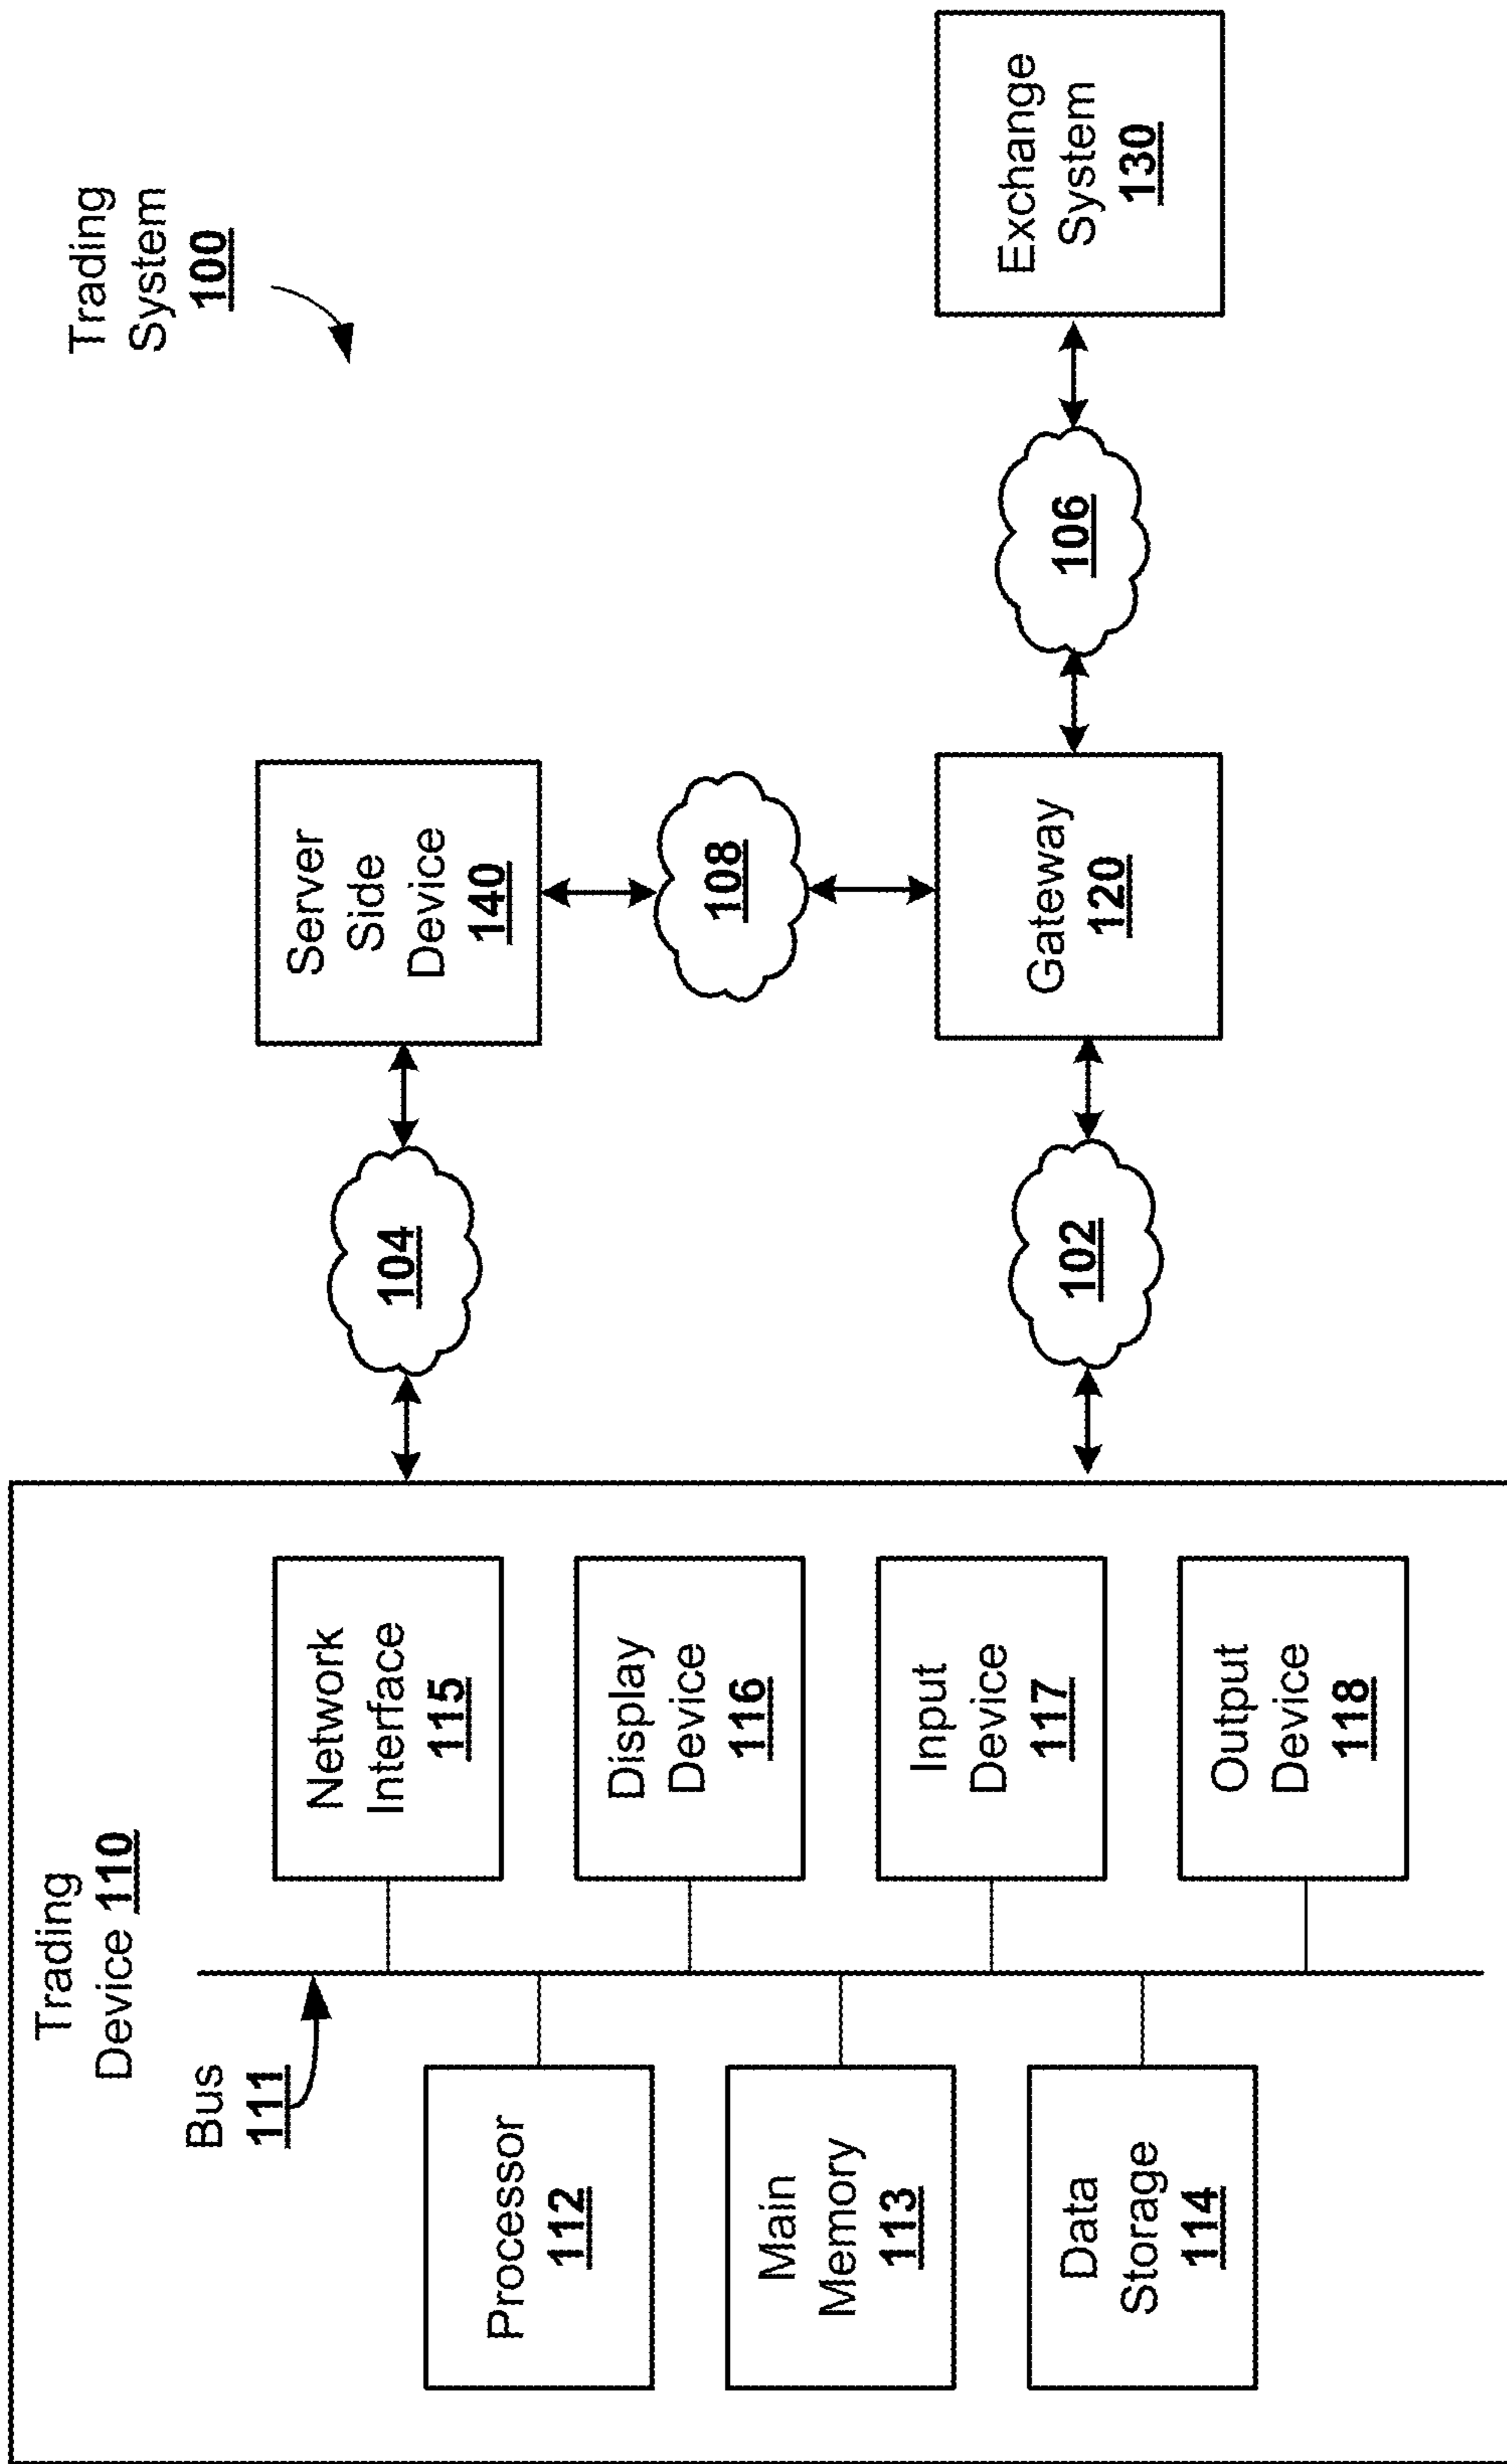 Trading
System
100
Trading
Device 110
Bus
111
Processor
112
Main
Memory
113
Data
Storage
114
Network
Interface
115
Display
Device
116
Input
Device
117
Output
Device
118
104
102
Server
Side
Device
140
108
Gateway
120
106
Exchange
System
130